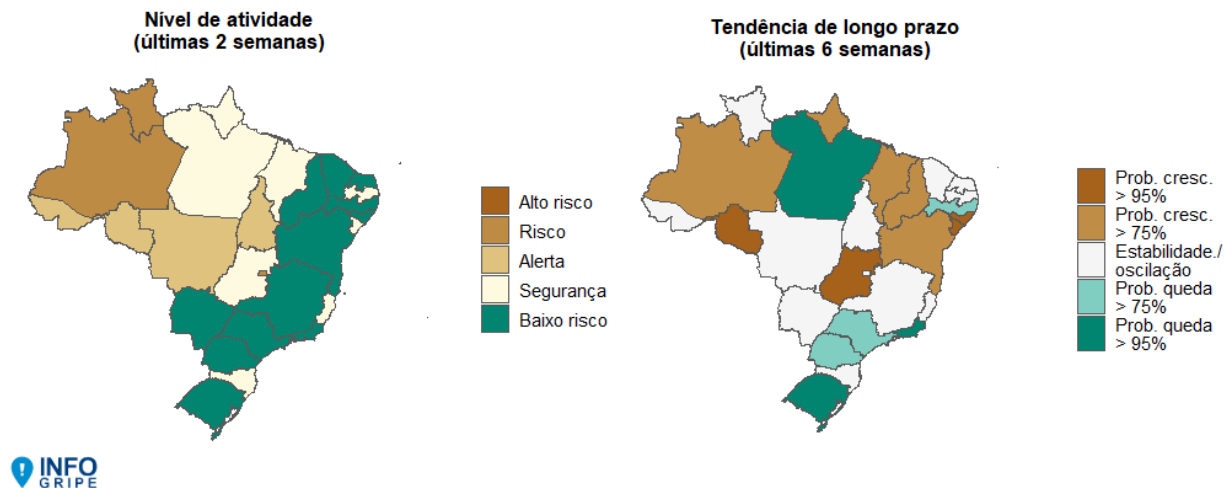 Nível de atividade
(últimas 2 semanas)
Alto risco
Risco
Alerta
Segurança
Baixo risco
Tendência de longo prazo
(últimas 6 semanas)
Prob. cresc.
> 95%
Prob. cresc.
> 75%
Estabilidade./
oscilação
Prob. queda
> 75%
Prob. queda
> 95%
INFO
GRIPE